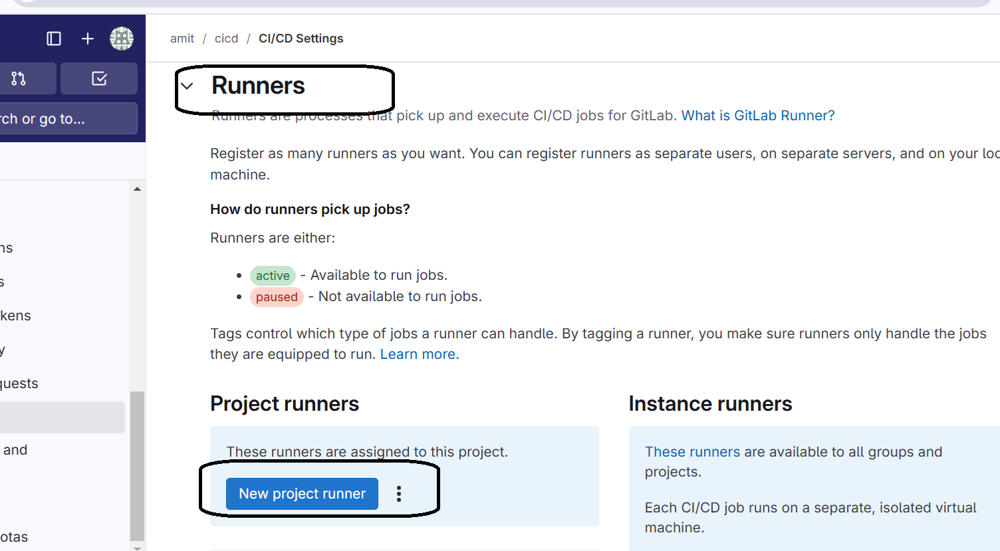 amit / cicd / CI/CD Settings
rch or go to...
Runners
Runners are processes that pick up and execute CI/CD jobs for GitLab. What is GitLab Runner?
Register as many runners as you want. You can register runners as separate users, on separate servers, and on your loc
machine.
How do runners pick up jobs?
Runners are either:
• active - Available to run jobs.
• paused - Not available to run jobs.
Tags control which type of jobs a runner can handle. By tagging a runner, you make sure runners only handle the jobs
they are equipped to run. Learn more.
ns
s
kens
y
quests
and
otas
Project runners
These runners are assigned to this project.
New project runner
Instance runners
These runners are available to all groups and
projects.
Each CI/CD job runs on a separate, isolated virtual
machine.